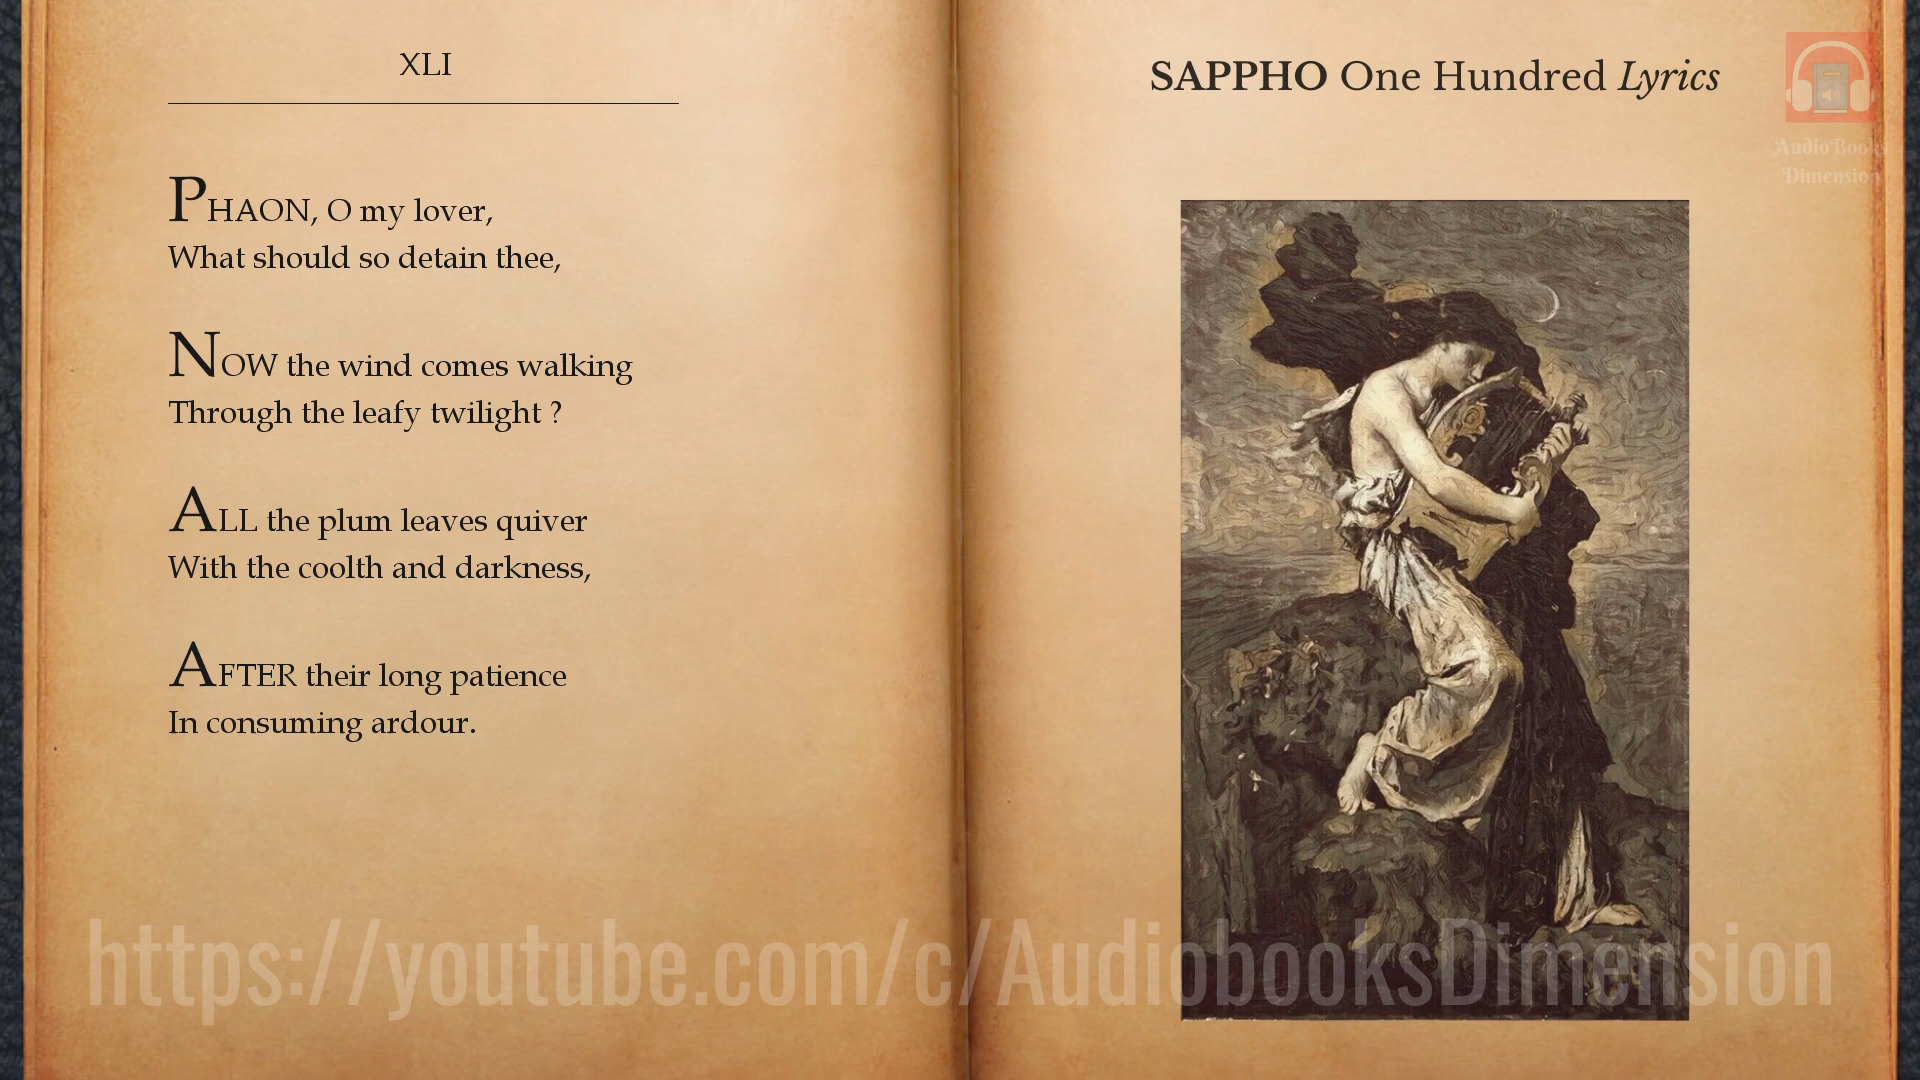 XLI
PHAON, O my lover,
What should so detain thee,
NOW the wind comes walking
Through the leafy twilight ?
ALL the plum leaves quiver
With the coolth and darkness,
AFTER their long patience
In consuming ardour.
SAPPHO One Hundred Lyrics
AudioBooks
Dimension
https://youtube.com/c/AudiobooksDimension